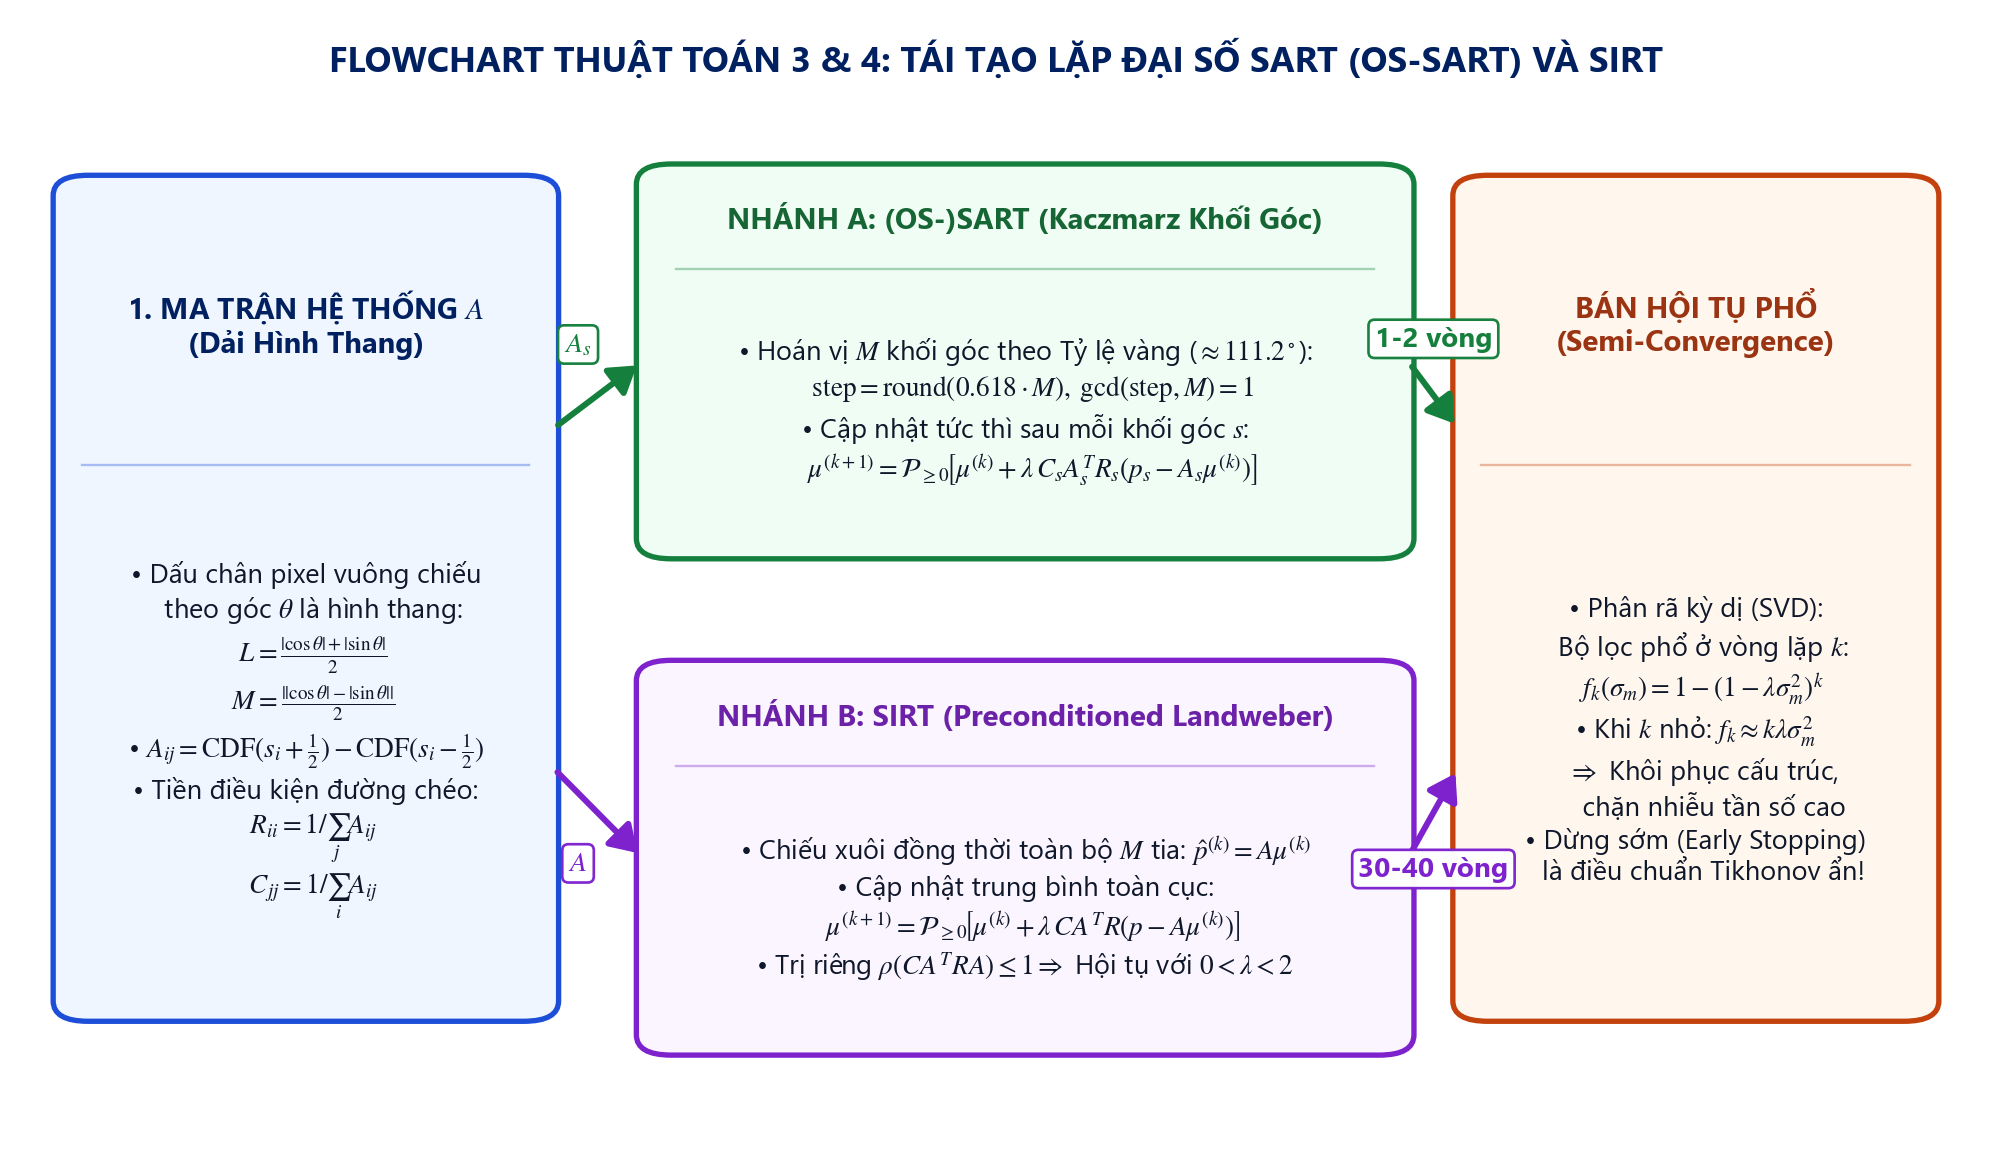 FLOWCHART THUẬT TOÁN 3 & 4: TÁI TẠO LẶP ĐẠI SỐ SART (OS-SART) VÀ SIRT
1. MA TRẬN HỆ THỐNG A
(Dải Hình Thang)
• Dấu chân pixel vuông chiếu
theo góc θ là hình thang:
L = |cos θ| + |sin θ| / 2
M = ||cos θ| − |sin θ|| / 2
• A_ij = CDF(s_i + 1/2) − CDF(s_i − 1/2)
• Tiền điều kiện đường chéo:
R_ii = 1/∑_j A_ij
C_jj = 1/∑_i A_ij
A_s
A
NHÁNH A: (OS-)SART (Kaczmarz Khối Góc)
• Hoán vị M khối góc theo Tỷ lệ vàng (≈ 111.2°):
step = round(0.618 · M), gcd(step, M) = 1
• Cập nhật tức thì sau mỗi khối góc s:
μ^(k+1) = 𝒫_≥0[μ^(k) + λ C_s A_s^T R_s(p_s − A_s μ^(k))]
NHÁNH B: SIRT (Preconditioned Landweber)
• Chiếu xuôi đồng thời toàn bộ M tia: p̂^(k) = Aμ^(k)
• Cập nhật trung bình toàn cục:
μ^(k+1) = 𝒫_≥0[μ^(k) + λ CA^T R(p − Aμ^(k))]
• Trị riêng ρ(CA^T RA) ≤ 1 ⇒ Hội tụ với 0 < λ < 2
1-2 vòng
30-40 vòng
BÁN HỘI TỤ PHỔ
(Semi-Convergence)
• Phân rã kỳ dị (SVD):
Bộ lọc phổ ở vòng lặp k:
f_k(σ_m) = 1 − (1 − λσ_m^2)^k
• Khi k nhỏ: f_k ≈ kλσ_m^2
⇒ Khôi phục cấu trúc,
chặn nhiễu tần số cao
• Dừng sớm (Early Stopping)
là điều chuẩn Tikhonov ẩn!